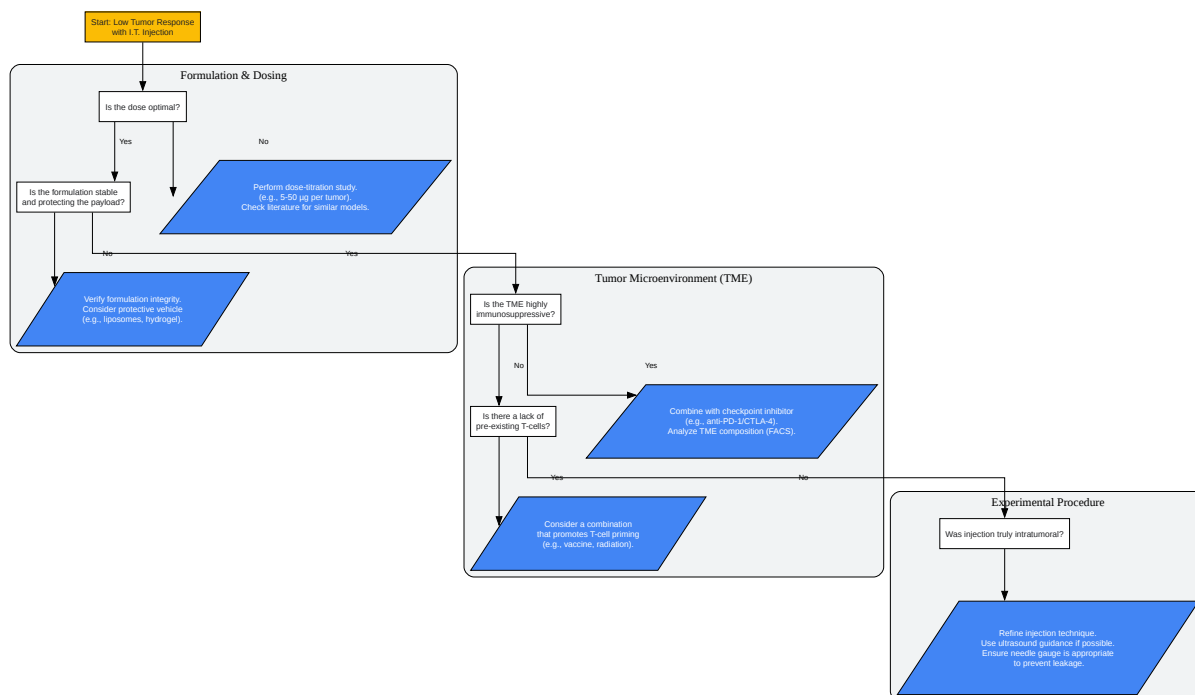 Start: Low Tumor Response
with I.T. Injection
Formulation & Dosing
Is the dose optimal?
Yes
No
Is the formulation stable
and protecting the payload?
Perform dose-titration study.
(e.g., 5-50 µg per tumor).
Check literature for similar models.
No
Yes
Verify formulation integrity.
Consider protective vehicle
(e.g., liposomes, hydrogel).
Tumor Microenvironment (TME)
Is the TME highly
immunosuppressive?
No
Yes
Is there a lack of
pre-existing T-cells?
Combine with checkpoint inhibitor
(e.g., anti-PD-1/CTLA-4).
Analyze TME composition (FACS).
Yes
No
Consider a combination
that promotes T-cell priming
(e.g., vaccine, radiation).
Experimental Procedure
Was injection truly intratumoral?
Refine injection technique.
Use ultrasound guidance if possible.
Ensure needle gauge is appropriate
to prevent leakage.